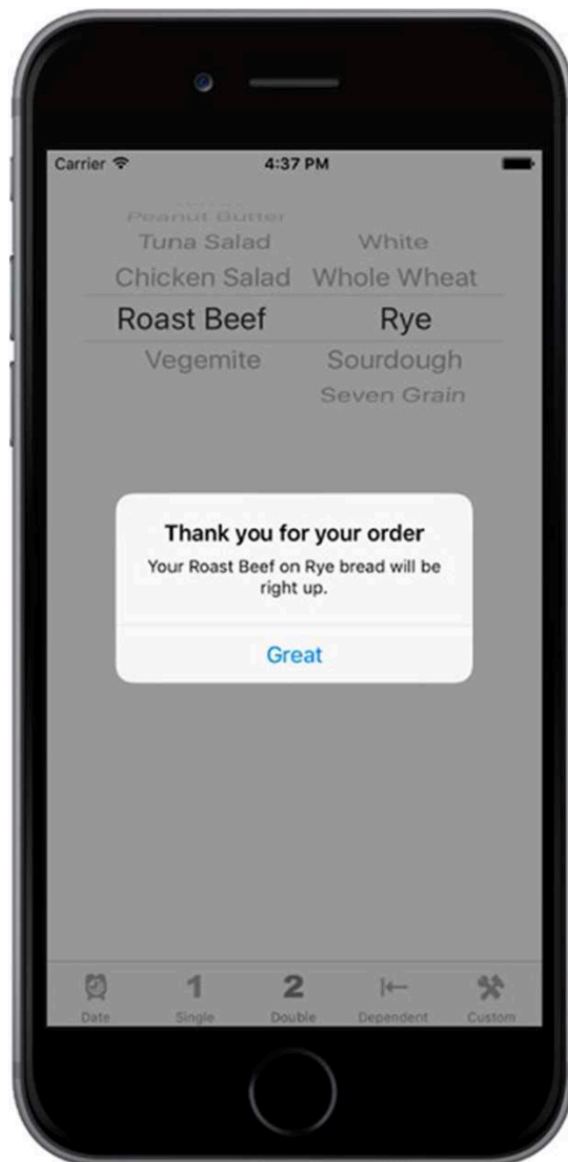 Carrier 4:37 PM
Peanut Butter
Tuna Salad White
Chicken Salad Whole Wheat
Roast Beef Rye
Vegemite Sourdough
Seven Grain
Thank you for your order
Your Roast Beef on Rye bread will be
right up.
Great
1 2
Date Single Double Dependent Custom